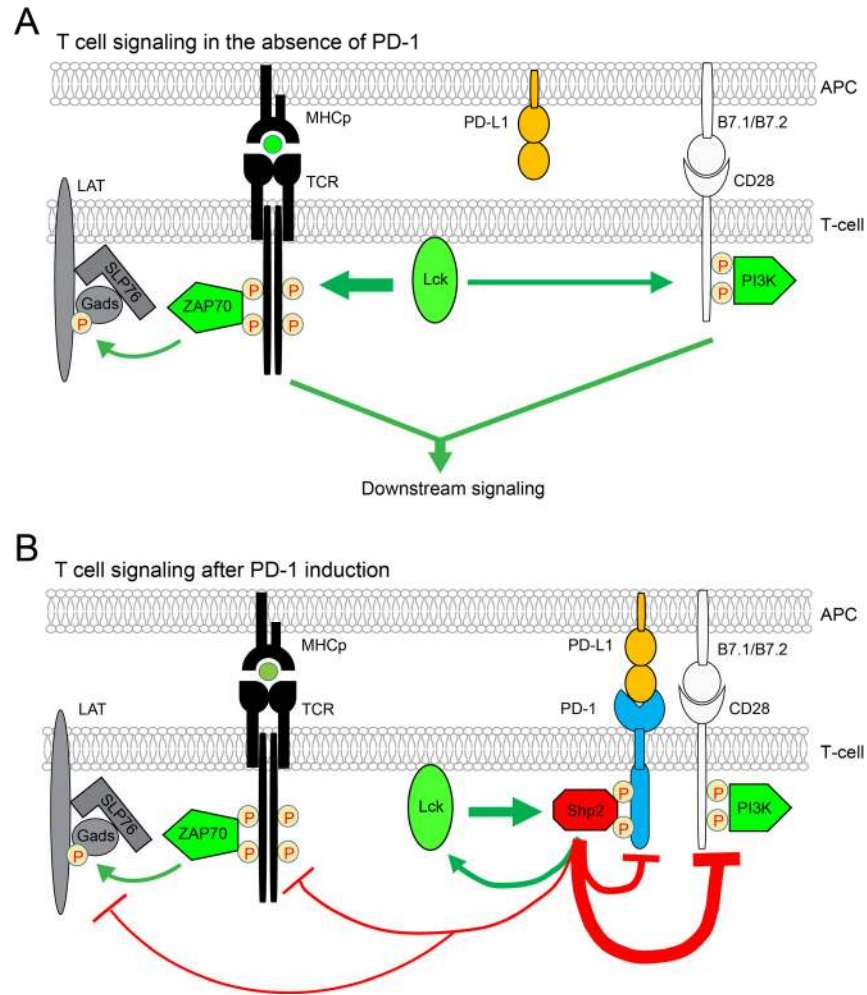 A
T cell signaling in the absence of PD-1
APC
MHCp
PD-L1
B7.1/B7.2
LAT
TCR
CD28
T-cell
SLP76
Gads
P
ZAP70
P
P
P
P
Lck
P
P
PI3K
Downstream signaling
B
T cell signaling after PD-1 induction
APC
MHCp
PD-L1
B7.1/B7.2
LAT
TCR
PD-1
CD28
T-cell
SLP76
Gads
P
ZAP70
P
P
P
P
Lck
Shp2
P
P
P
P
PI3K